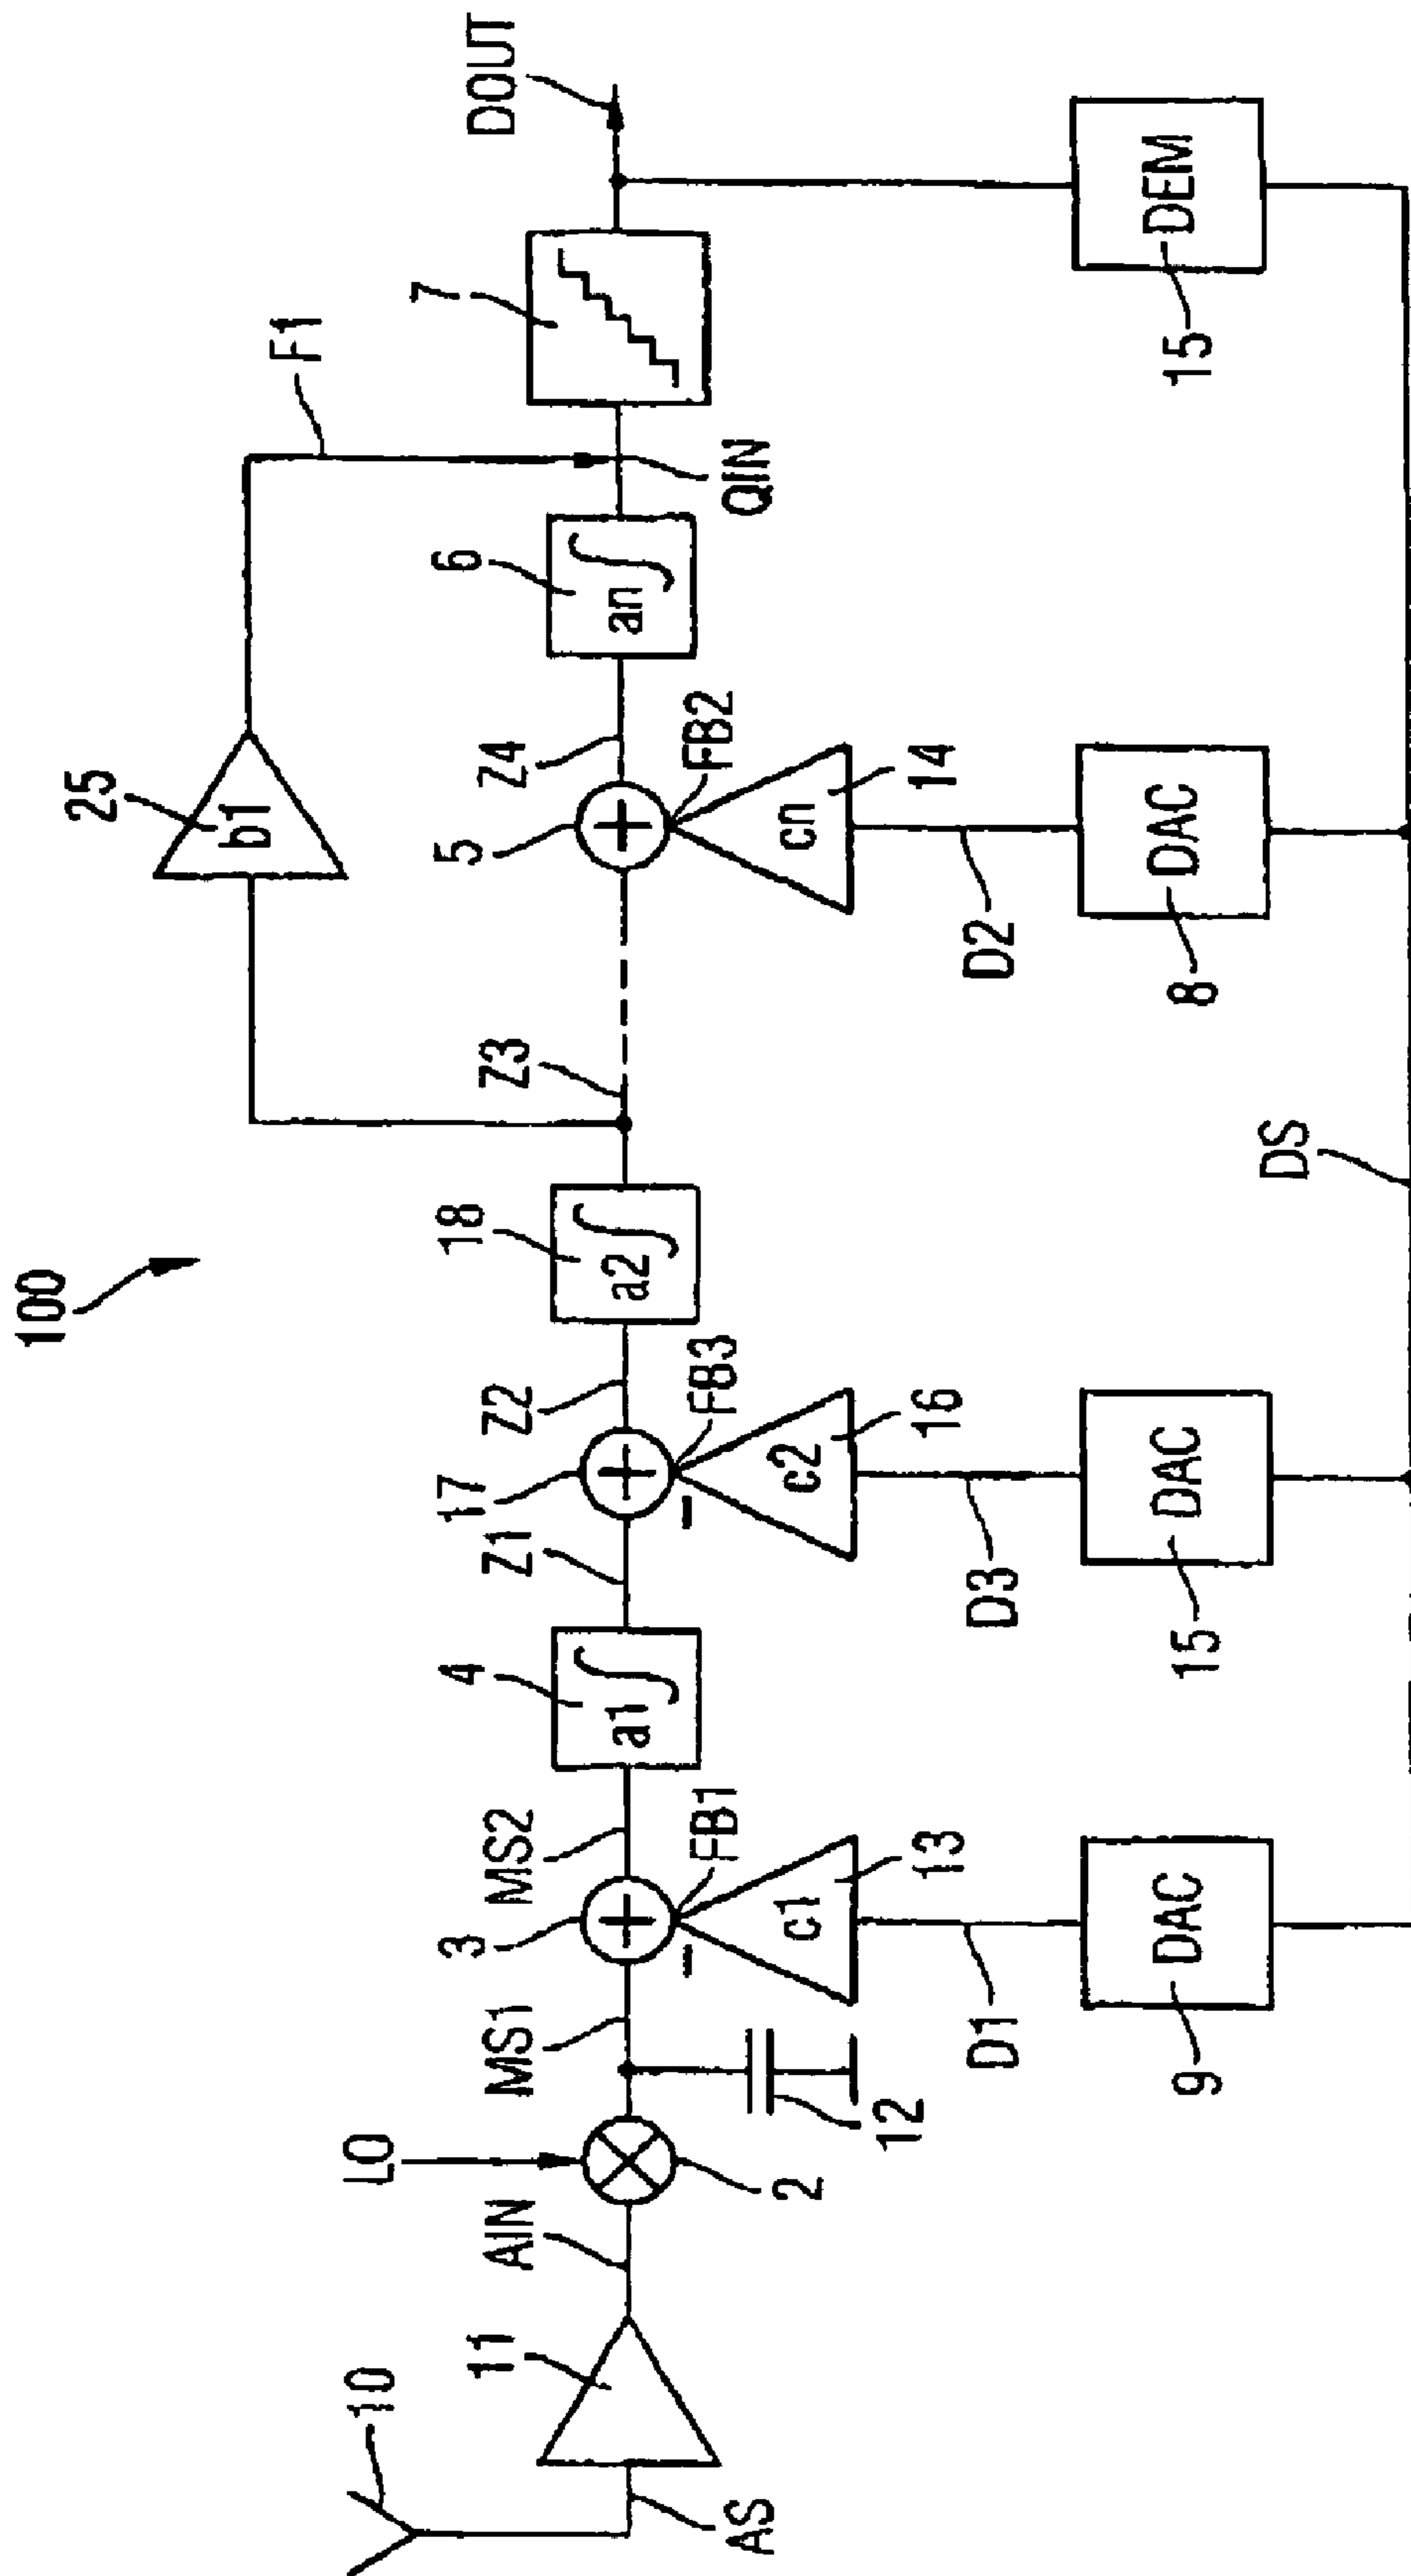 100
10
AS
11
AIN
LO
2
12
MS1
3
MS2
FB1
c1
13
D1
DAC
9
4
a1
Z1
17
Z2
FB3
c2
16
D3
DAC
15
18
a2
Z3
25
b1
F1
5
Z4
FB2
cn
14
D2
DAC
8
6
an
QIN
7
DOUT
DEM
15
DS